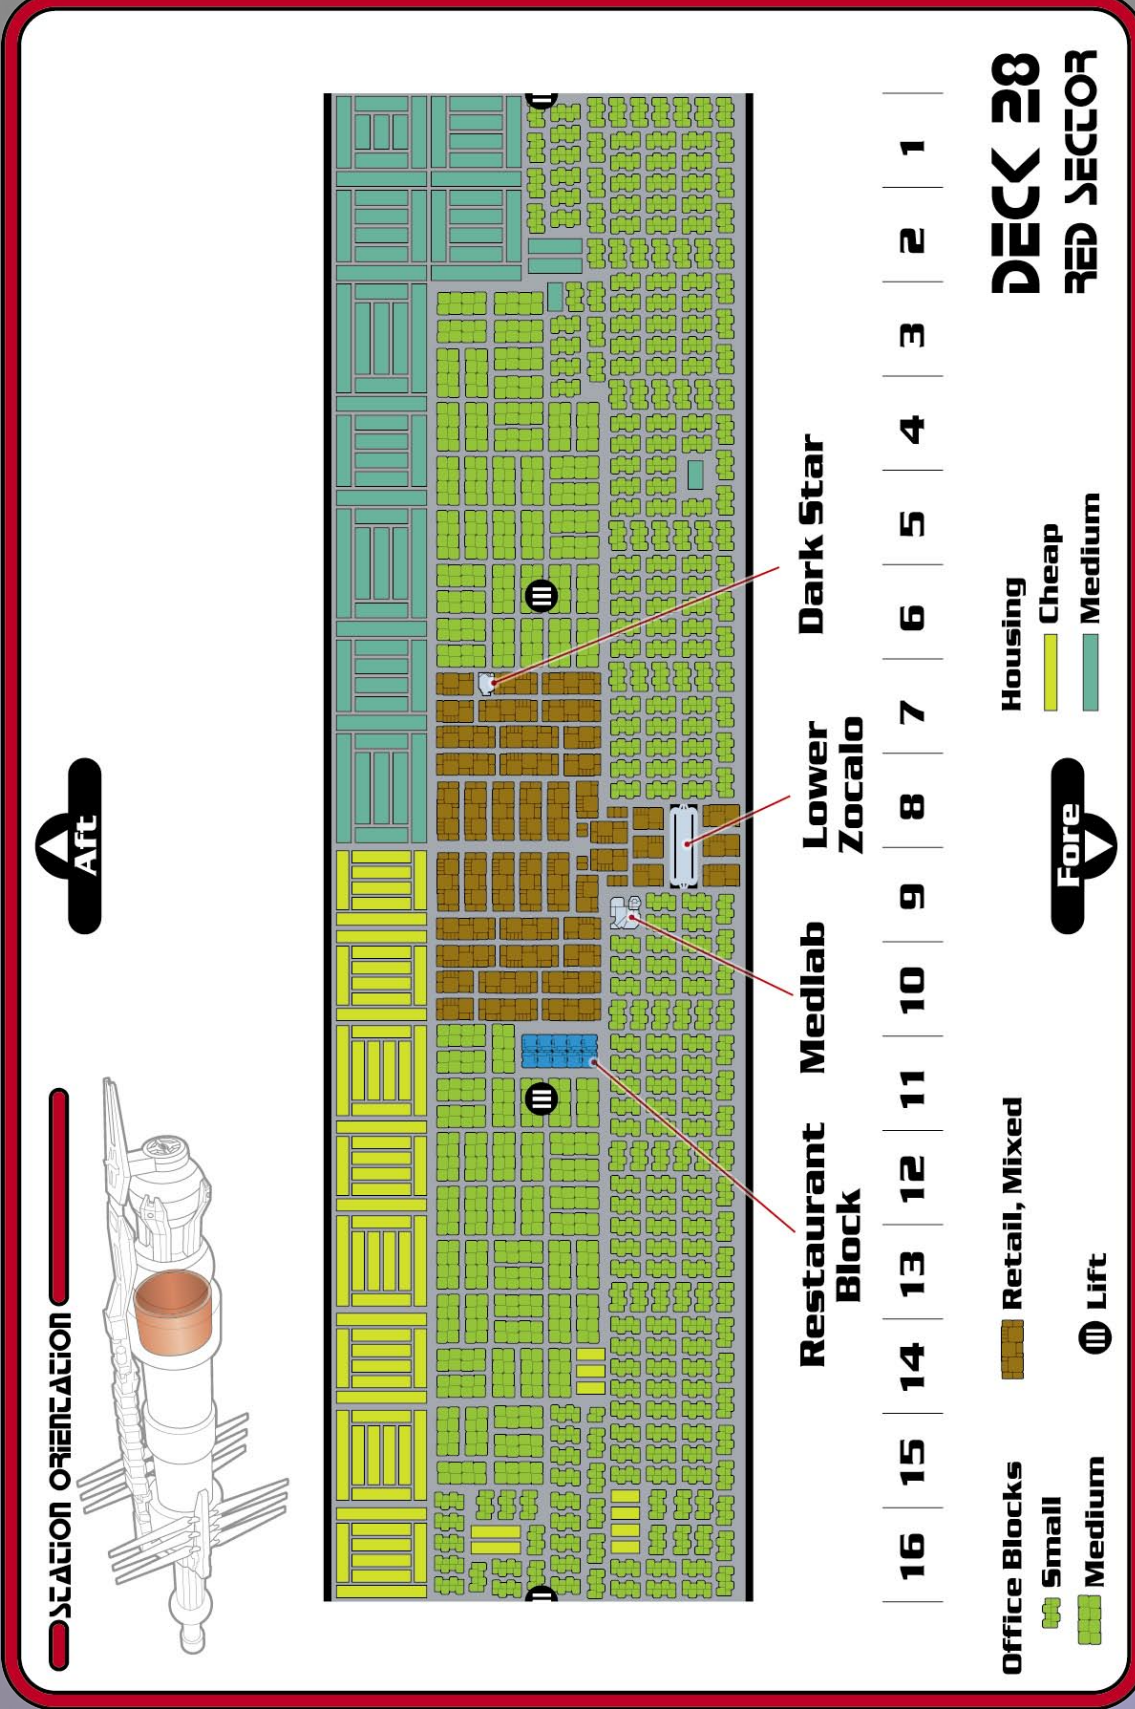 STATION ORIENTATION
Aft
Restaurant
Block
Medlab
Lower
Zocalo
Dark Star
16
15
14
13
12
11
10
9
8
7
6
5
4
3
2
1
Office Blocks
Small
Medium
Retail, Mixed
Lift
Fore
Housing
Cheap
Medium
DECK 28
RED SECTOR